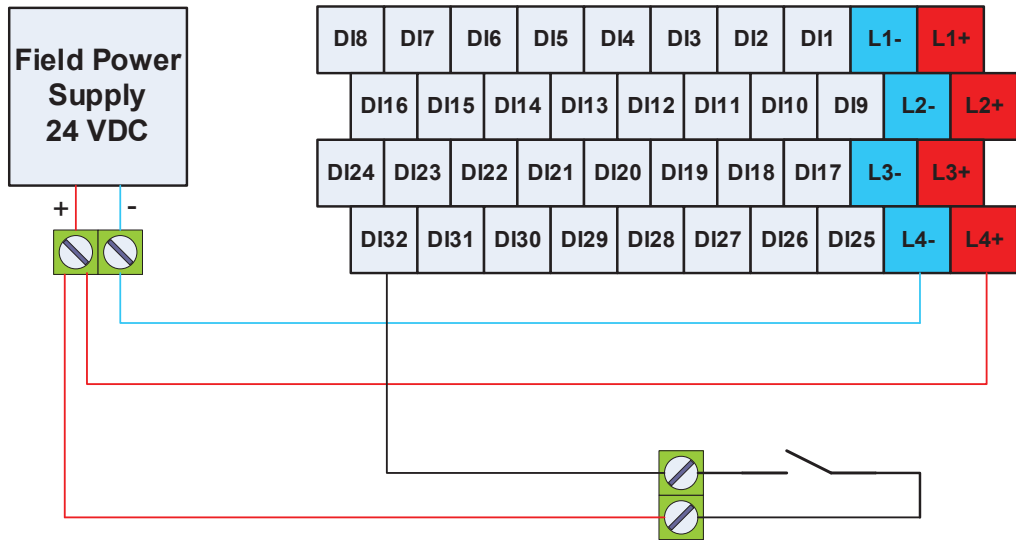 Field Power
Supply
24 VDC
+ -
DI8 DI7 DI6 DI5 DI4 DI3 DI2 DI1 L1- L1+
DI16 DI15 DI14 DI13 DI12 DI11 DI10 DI9 L2- L2+
DI24 DI23 DI22 DI21 DI20 DI19 DI18 DI17 L3- L3+
DI32 DI31 DI30 DI29 DI28 DI27 DI26 DI25 L4- L4+